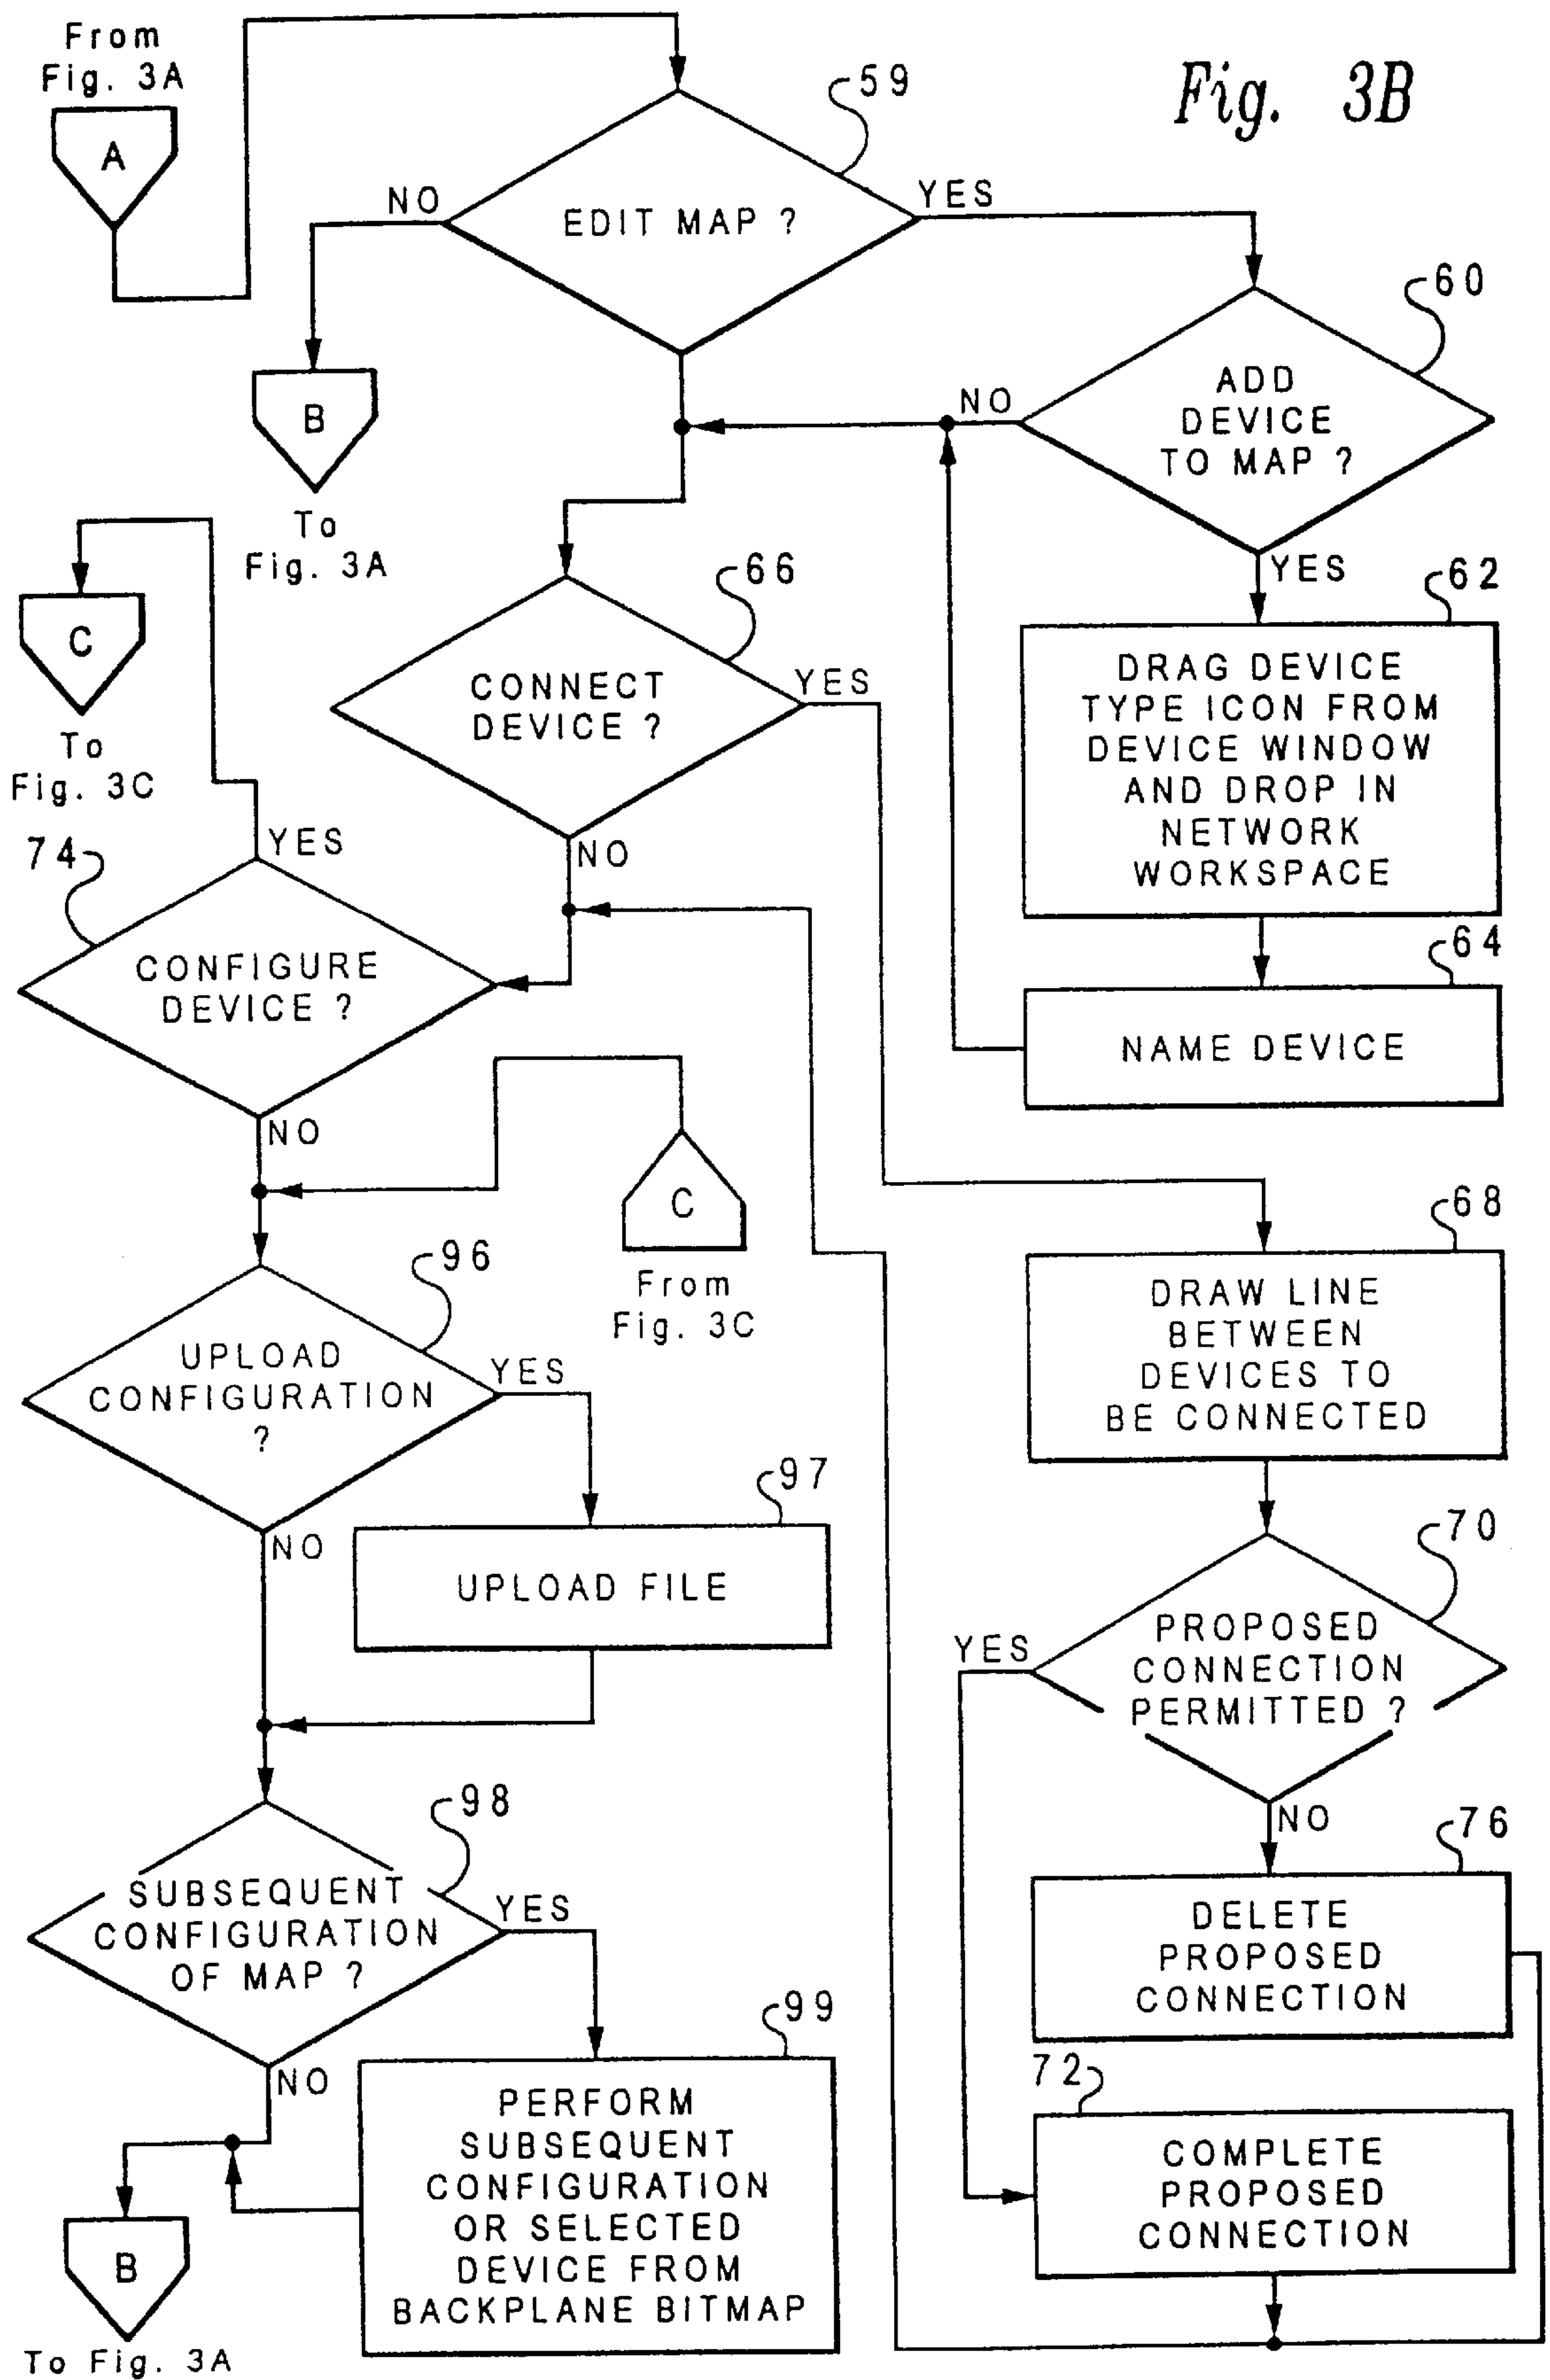 From
Fig. 3A
A
Fig. 3B
59
EDIT MAP ?
NO
YES
B
To
Fig. 3A
60
ADD
DEVICE
TO MAP ?
NO
YES
62
DRAG DEVICE
TYPE ICON FROM
DEVICE WINDOW
AND DROP IN
NETWORK
WORKSPACE
64
NAME DEVICE
66
CONNECT
DEVICE ?
YES
NO
C
To
Fig. 3C
74
YES
CONFIGURE
DEVICE ?
NO
C
From
Fig. 3C
68
DRAW LINE
BETWEEN
DEVICES TO
BE CONNECTED
70
PROPOSED
CONNECTION
PERMITTED ?
YES
NO
76
DELETE
PROPOSED
CONNECTION
72
COMPLETE
PROPOSED
CONNECTION
96
UPLOAD
CONFIGURATION
?
YES
NO
97
UPLOAD FILE
98
SUBSEQUENT
CONFIGURATION
OF MAP ?
YES
NO
99
PERFORM
SUBSEQUENT
CONFIGURATION
OR SELECTED
DEVICE FROM
BACKPLANE BITMAP
B
To Fig. 3A